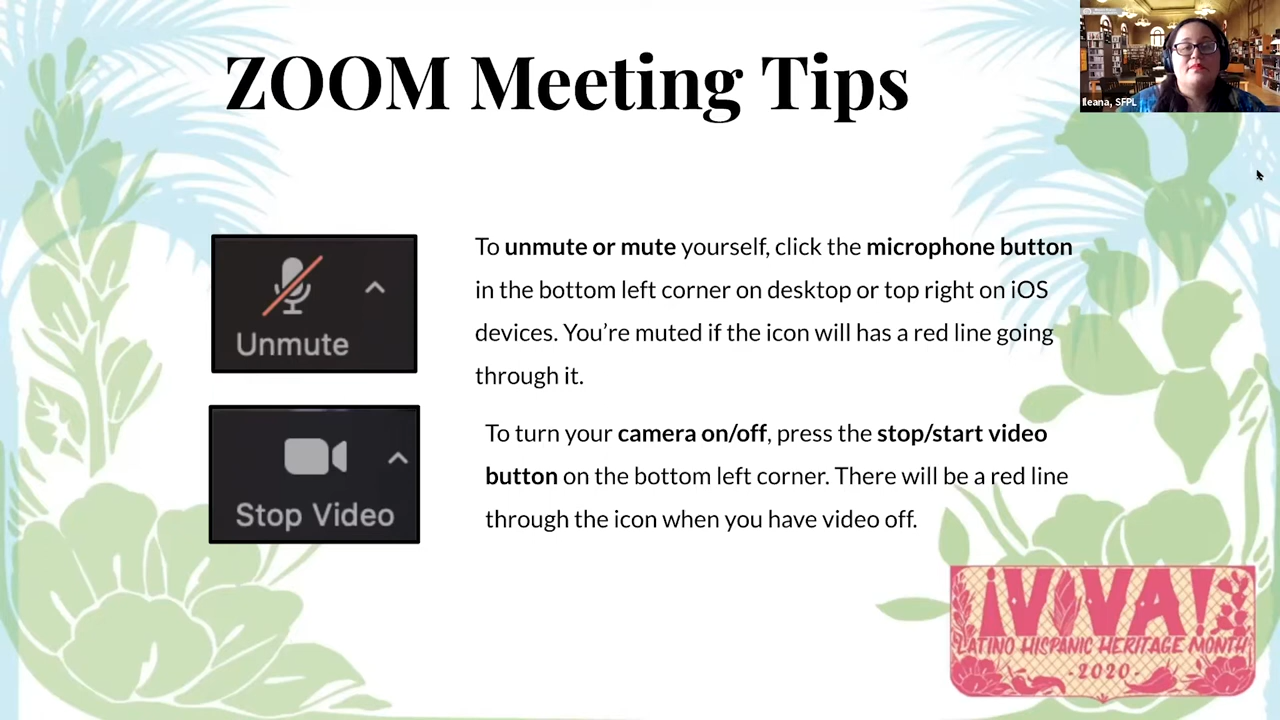 ZOOM Meeting Tips
Ileana, SFPL
Unmute
To unmute or mute yourself, click the microphone button
in the bottom left corner on desktop or top right on iOS
devices. You’re muted if the icon will has a red line going
through it.
Stop Video
To turn your camera on/off, press the stop/start video
button on the bottom left corner. There will be a red line
through the icon when you have video off.
¡VIVA!
LATINO HISPANIC HERITAGE MONTH
-2020-